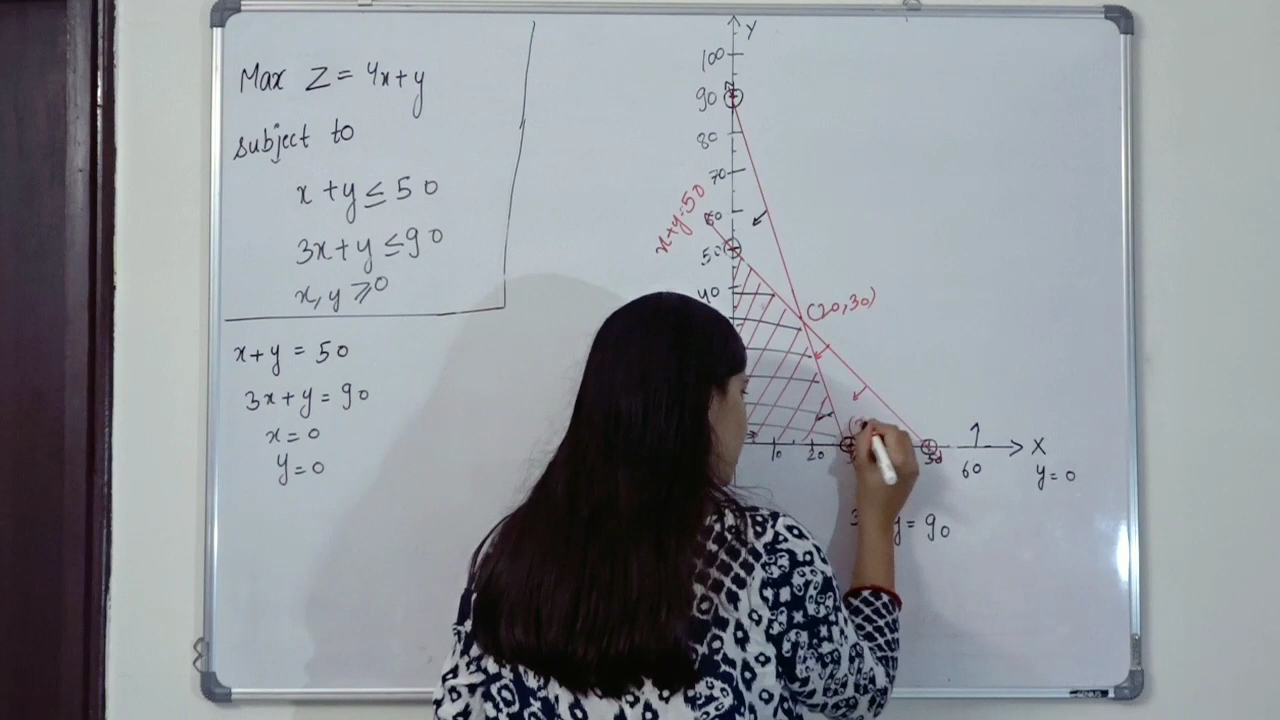 Max Z = 4x+y
subject to
x + y ≤ 50
3x + y ≤ 90
x, y ≥ 0
x+y = 50
3x + y = 90
x = 0
y = 0
Y
100
90
80
70
60
50
40
x+y=50
(20,30)
10 20 50 60
X
y = 0
3 y = 90